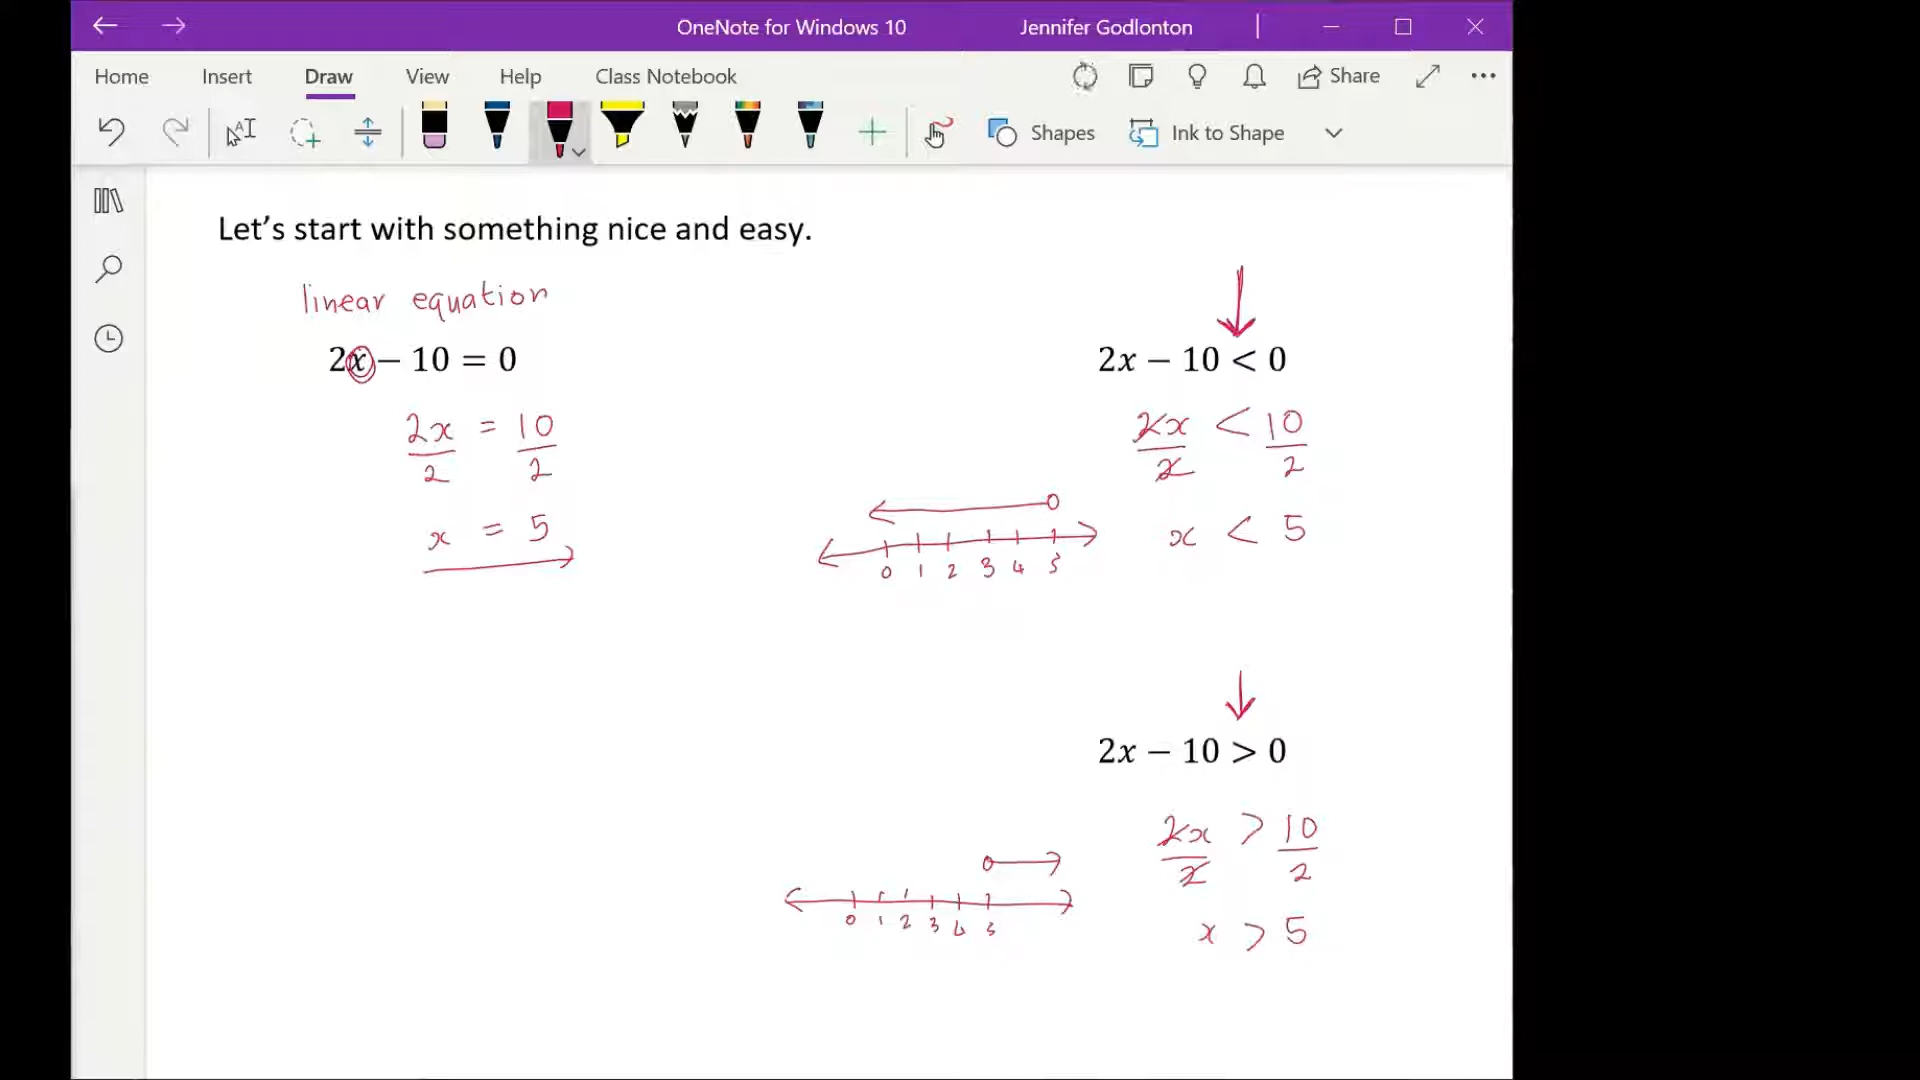 OneNote for Windows 10 Jennifer Godlonton
Home Insert Draw View Help Class Notebook Share
Shapes Ink to Shape
Let's start with something nice and easy.
linear equation
2x − 10 = 0
2x = 10
2 2
x = 5
2x − 10 < 0
2x < 10
2 2
x < 5
0 1 2 3 4 5
2x − 10 > 0
2x > 10
2 2
x > 5
0 1 2 3 4 5